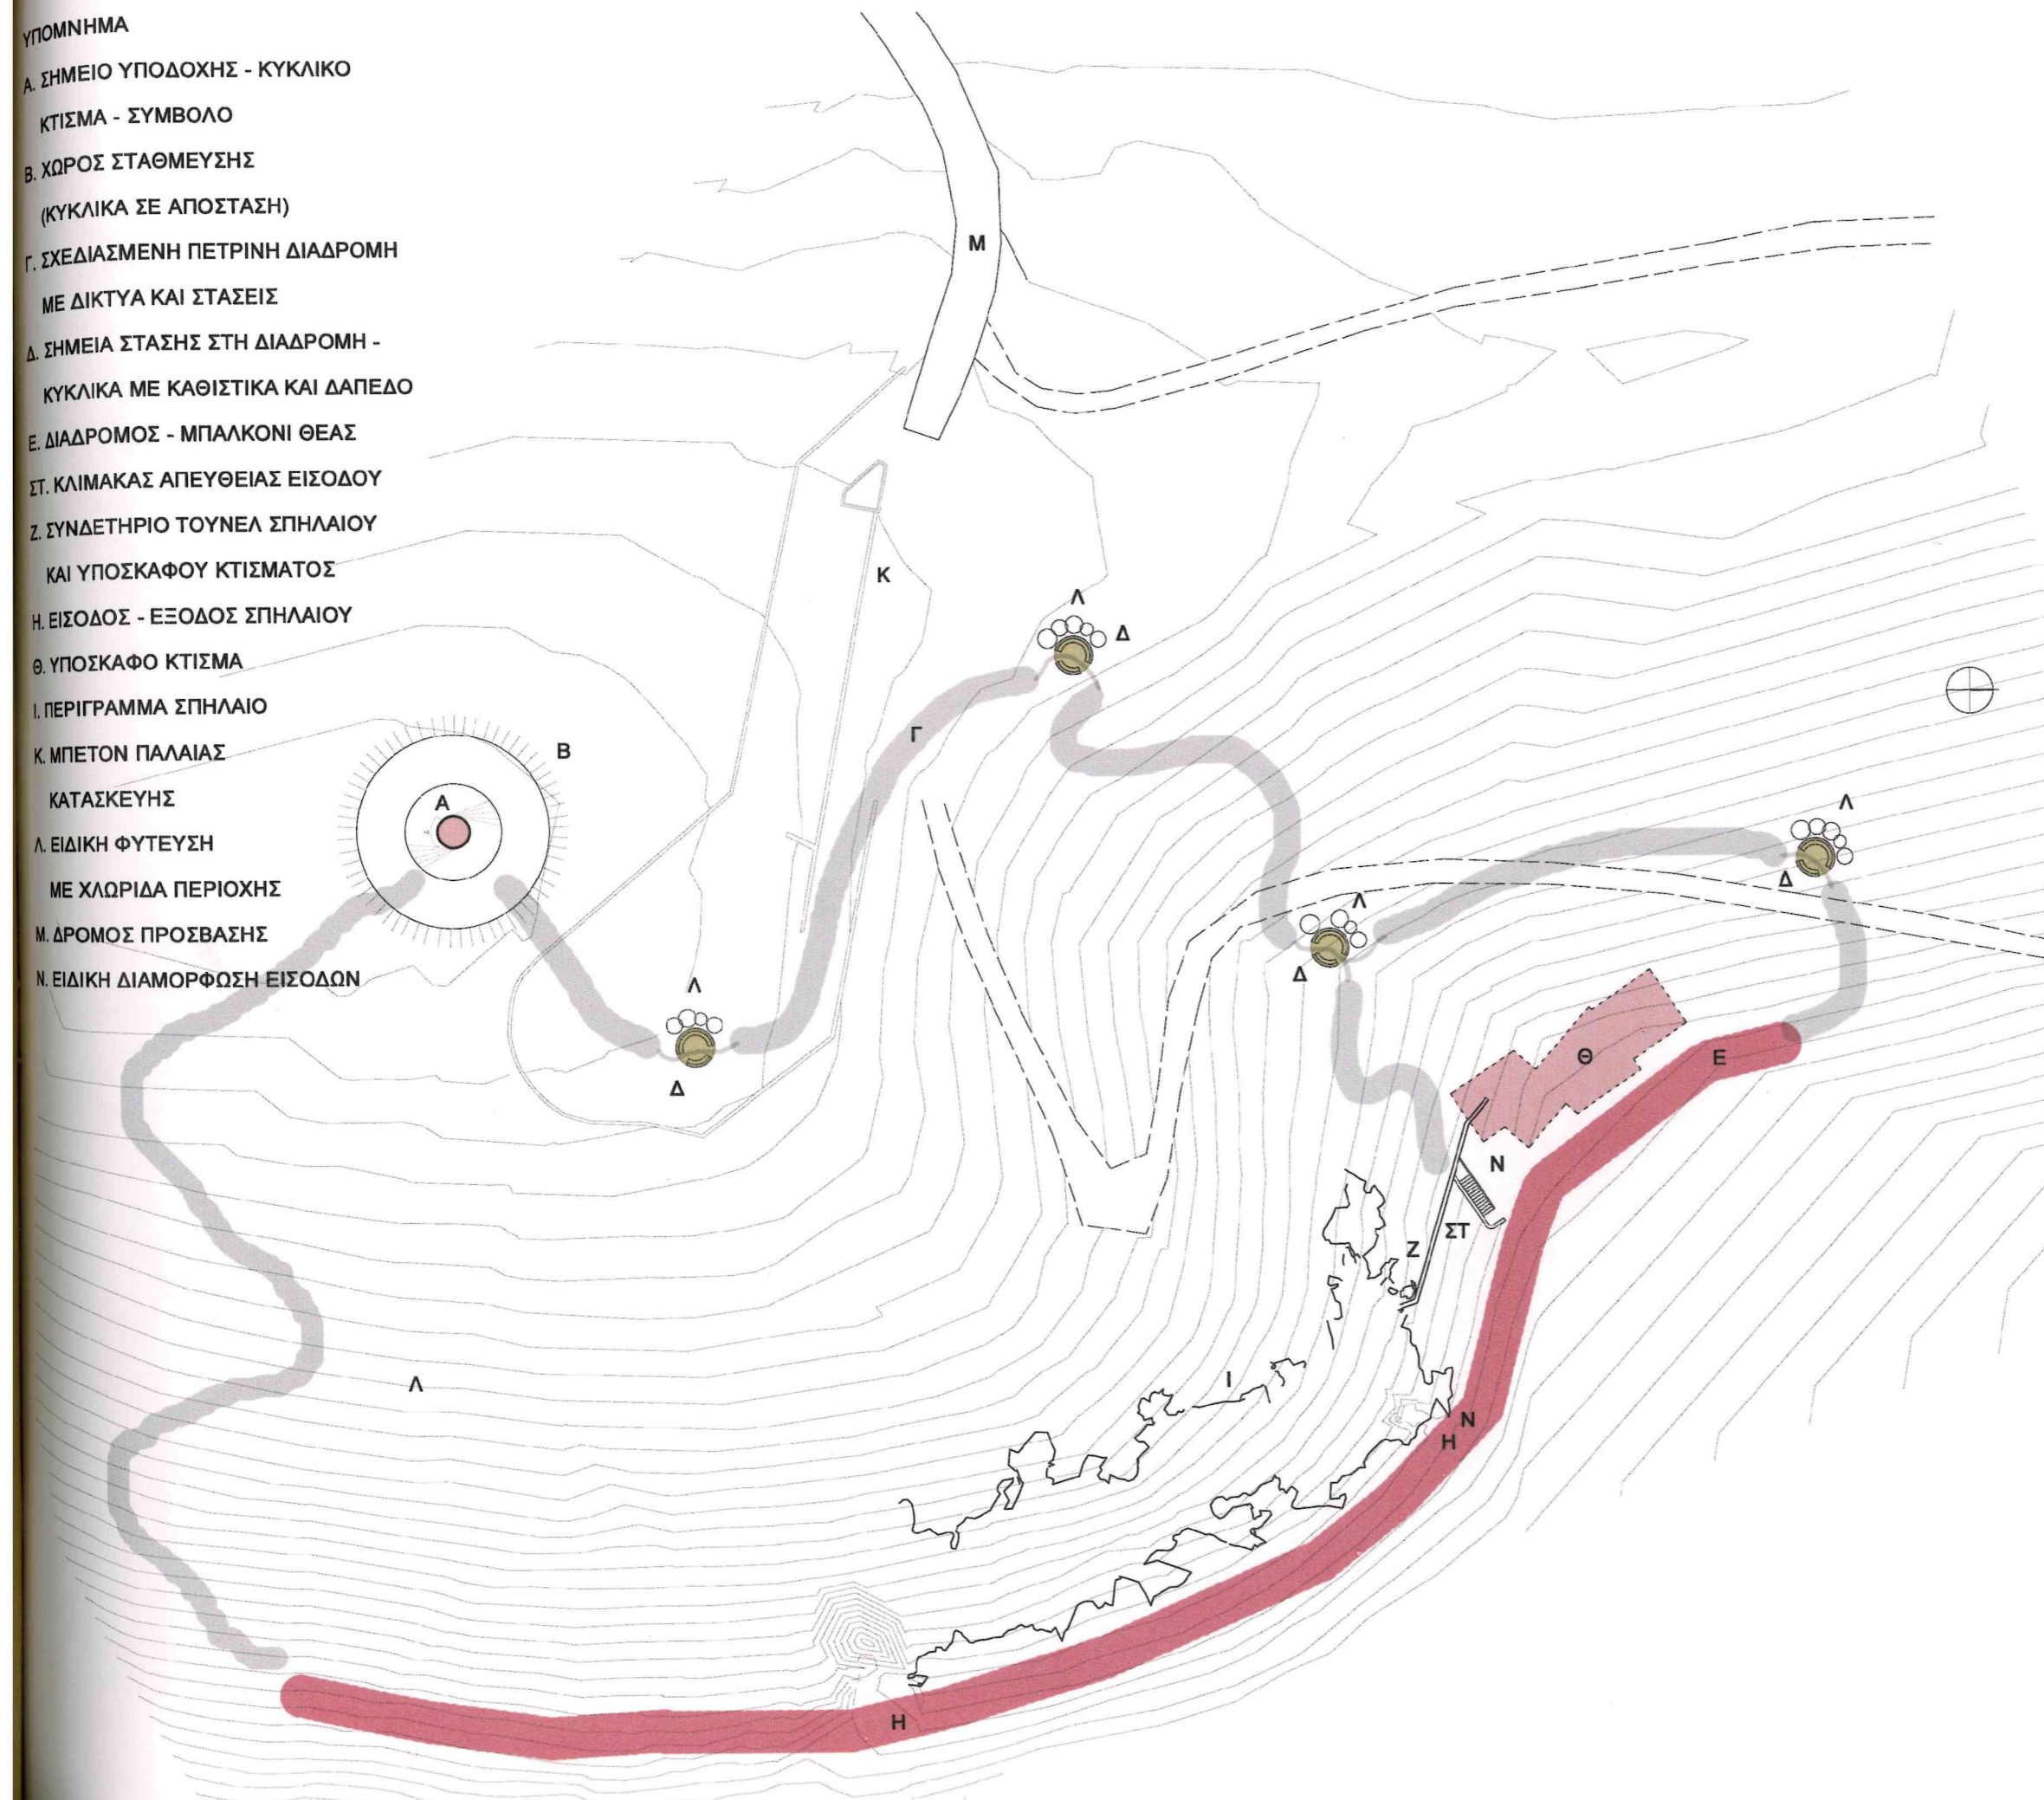 ΥΠΟΜΝΗΜΑ
Α. ΣΗΜΕΙΟ ΥΠΟΔΟΧΗΣ - ΚΥΚΛΙΚΟ
ΚΤΙΣΜΑ - ΣΥΜΒΟΛΟ
Β. ΧΩΡΟΣ ΣΤΑΘΜΕΥΣΗΣ
(ΚΥΚΛΙΚΑ ΣΕ ΑΠΟΣΤΑΣΗ)
Γ. ΣΧΕΔΙΑΣΜΕΝΗ ΠΕΤΡΙΝΗ ΔΙΑΔΡΟΜΗ
ΜΕ ΔΙΚΤΥΑ ΚΑΙ ΣΤΑΣΕΙΣ
Δ. ΣΗΜΕΙΑ ΣΤΑΣΗΣ ΣΤΗ ΔΙΑΔΡΟΜΗ -
ΚΥΚΛΙΚΑ ΜΕ ΚΑΘΙΣΤΙΚΑ ΚΑΙ ΔΑΠΕΔΟ
Ε. ΔΙΑΔΡΟΜΟΣ - ΜΠΑΛΚΟΝΙ ΘΕΑΣ
ΣΤ. ΚΛΙΜΑΚΑΣ ΑΠΕΥΘΕΙΑΣ ΕΙΣΟΔΟΥ
Ζ. ΣΥΝΔΕΤΗΡΙΟ ΤΟΥΝΕΛ ΣΠΗΛΑΙΟΥ
ΚΑΙ ΥΠΟΣΚΑΦΟΥ ΚΤΙΣΜΑΤΟΣ
Η. ΕΙΣΟΔΟΣ - ΕΞΟΔΟΣ ΣΠΗΛΑΙΟΥ
Θ. ΥΠΟΣΚΑΦΟ ΚΤΙΣΜΑ
Ι. ΠΕΡΙΓΡΑΜΜΑ ΣΠΗΛΑΙΟ
Κ. ΜΠΕΤΟΝ ΠΑΛΑΙΑΣ
ΚΑΤΑΣΚΕΥΗΣ
Λ. ΕΙΔΙΚΗ ΦΥΤΕΥΣΗ
ΜΕ ΧΛΩΡΙΔΑ ΠΕΡΙΟΧΗΣ
Μ. ΔΡΟΜΟΣ ΠΡΟΣΒΑΣΗΣ
Ν. ΕΙΔΙΚΗ ΔΙΑΜΟΡΦΩΣΗ ΕΙΣΟΔΩΝ
Μ
Κ
Λ
Δ
Γ
Β
Α
Λ
Δ
Λ
Δ
Λ
Δ
Θ
Ε
Ν
ΣΤ
Ζ
Ι
Λ
Ν
Η
Η